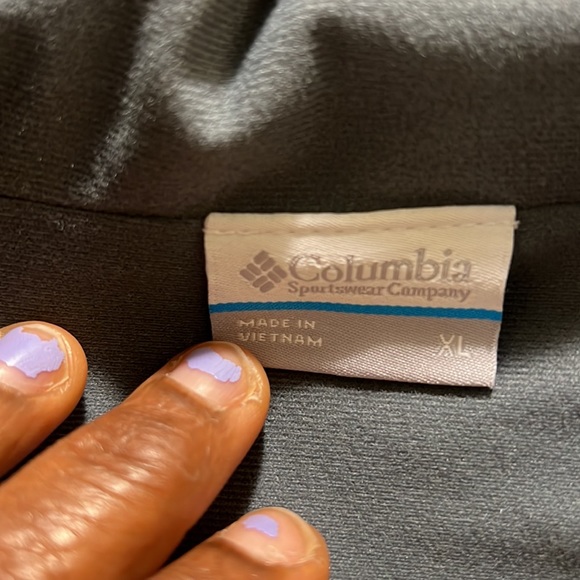 Columbia
Sportswear Company
MADE IN
VIETNAM
XL